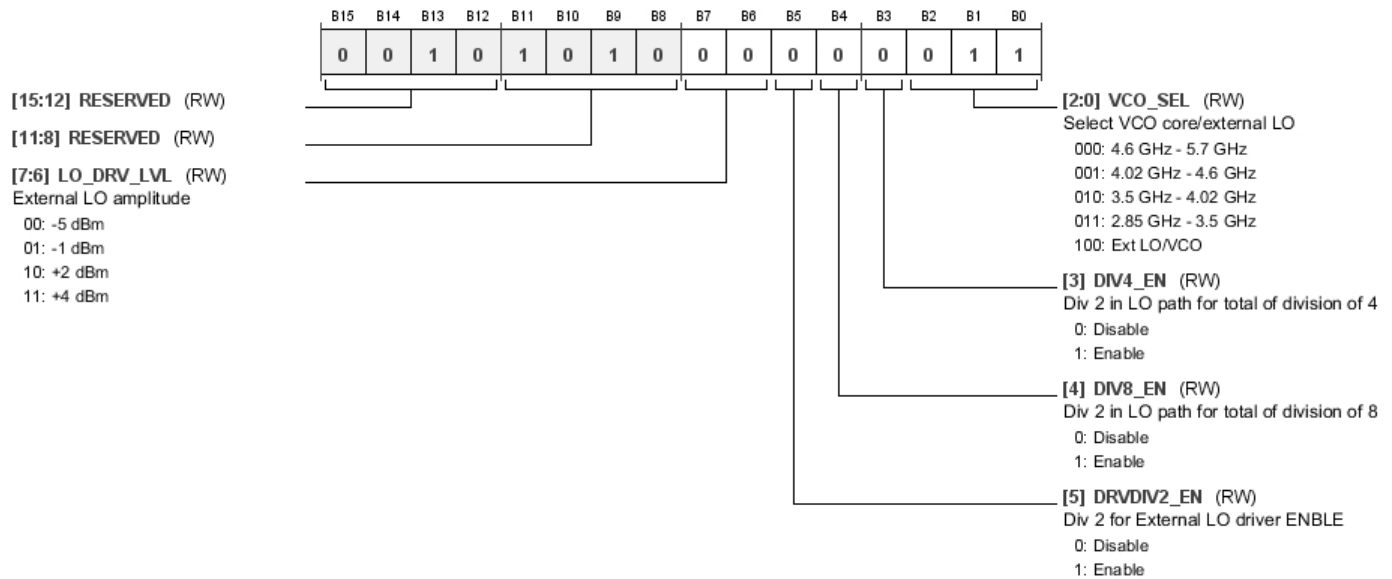 B15 B14 B13 B12 B11 B10 B9 B8 B7 B6 B5 B4 B3 B2 B1 B0
0 0 1 0 1 0 1 0 0 0 0 0 0 0 1 1
[15:12] RESERVED (RW)
[11:8] RESERVED (RW)
[7:6] LO_DRV_LVL (RW)
External LO amplitude
00: -5 dBm
01: -1 dBm
10: +2 dBm
11: +4 dBm
[2:0] VCO_SEL (RW)
Select VCO core/external LO
000: 4.6 GHz - 5.7 GHz
001: 4.02 GHz - 4.6 GHz
010: 3.5 GHz - 4.02 GHz
011: 2.85 GHz - 3.5 GHz
100: Ext LO/VCO
[3] DIV4_EN (RW)
Div 2 in LO path for total of division of 4
0: Disable
1: Enable
[4] DIV8_EN (RW)
Div 2 in LO path for total of division of 8
0: Disable
1: Enable
[5] DRVDIV2_EN (RW)
Div 2 for External LO driver ENBLE
0: Disable
1: Enable